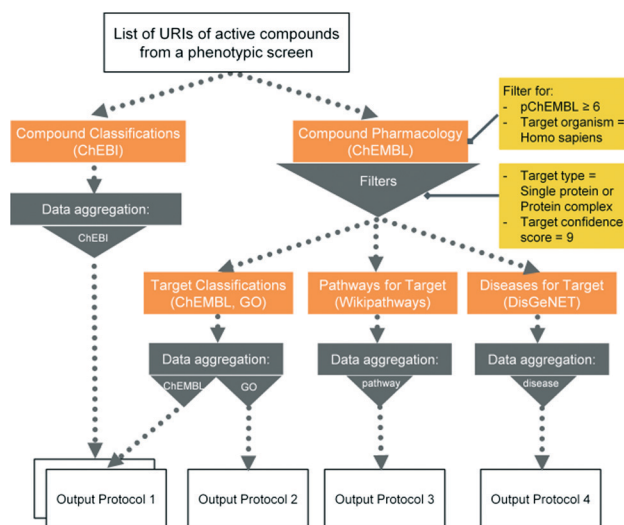 List of URIs of active compounds
from a phenotypic screen
Filter for:
- pChEMBL ≥ 6
- Target organism =
Homo sapiens
Compound Classifications
(ChEBI)
Compound Pharmacology
(ChEMBL)
Filters
- Target type =
Single protein or
Protein complex
- Target confidence
score = 9
Data aggregation:
ChEBI
Target Classifications
(ChEMBL, GO)
Pathways for Target
(Wikipathways)
Diseases for Target
(DisGeNET)
Data aggregation:
ChEMBL
GO
Data aggregation:
pathway
Data aggregation:
disease
Output Protocol 1
Output Protocol 2
Output Protocol 3
Output Protocol 4